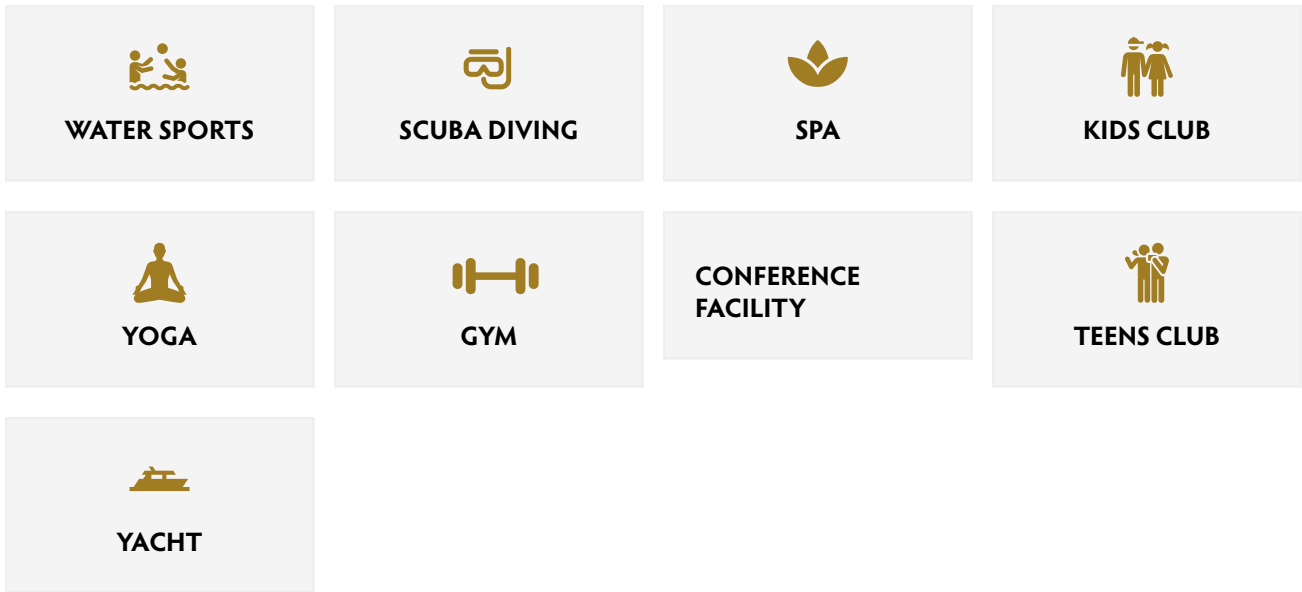 WATER SPORTS
SCUBA DIVING
SPA
KIDS CLUB
YOGA
GYM
CONFERENCE
FACILITY
TEENS CLUB
YACHT